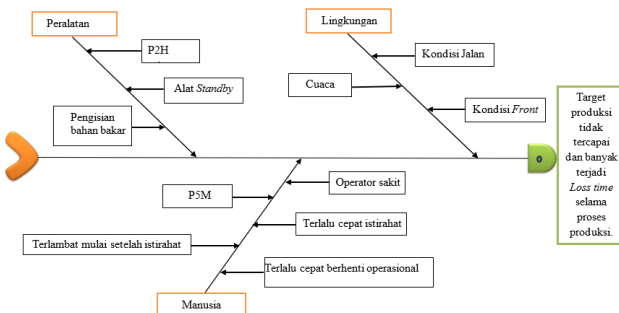 Peralatan
Lingkungan
P2H
Alat Standby
Pengisian
bahan bakar
Kondisi Jalan
Cuaca
Kondisi Front
Target
produksi
tidak
tercapai
dan banyak
terjadi
Loss time
selama
proses
produksi.
Operator sakit
P5M
Terlalu cepat istirahat
Terlambat mulai setelah istirahat
Terlalu cepat berhenti operasional
Manusia